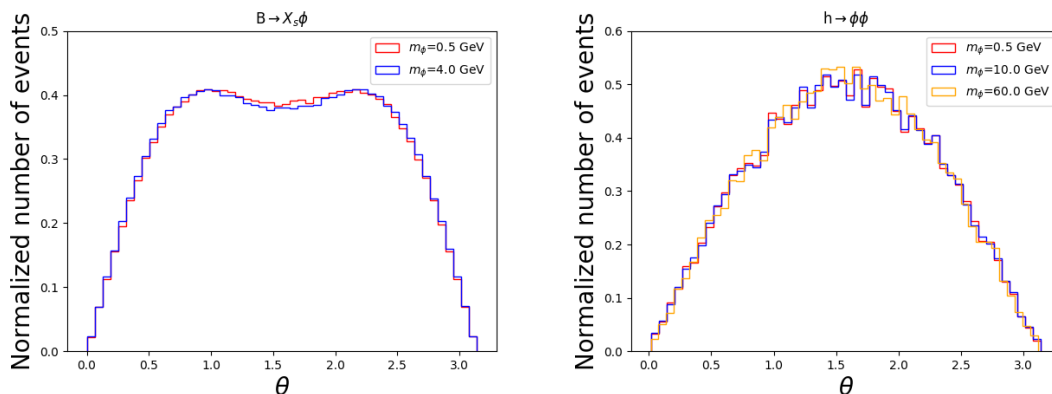 B→Xₛϕ
Normalized number of events
0.5
0.4
0.3
0.2
0.1
0.0
m_ϕ=0.5 GeV
m_ϕ=4.0 GeV
0.0 0.5 1.0 1.5 2.0 2.5 3.0
θ
h→ϕϕ
Normalized number of events
0.6
0.5
0.4
0.3
0.2
0.1
0.0
m_ϕ=0.5 GeV
m_ϕ=10.0 GeV
m_ϕ=60.0 GeV
0.0 0.5 1.0 1.5 2.0 2.5 3.0
θ